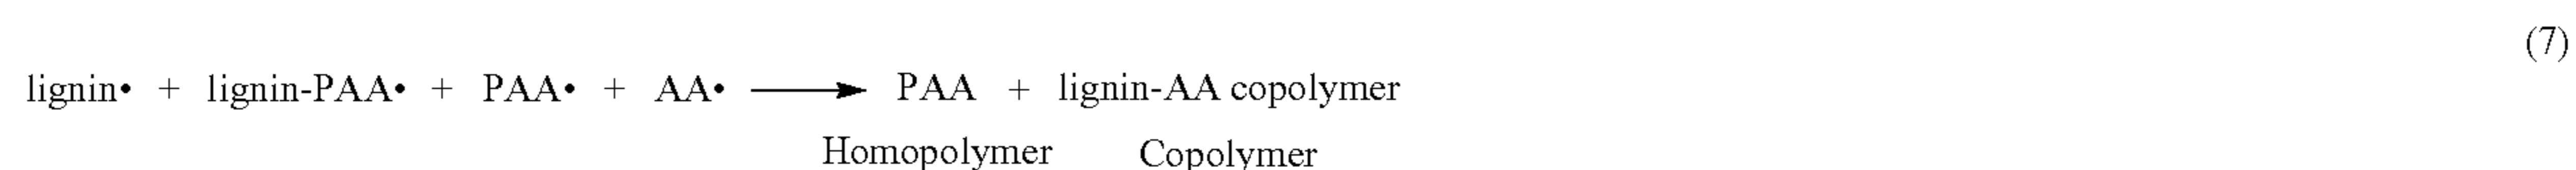 (7)
lignin• + lignin-PAA• + PAA• + AA• ⟶ PAA + lignin-AA copolymer
Homopolymer Copolymer